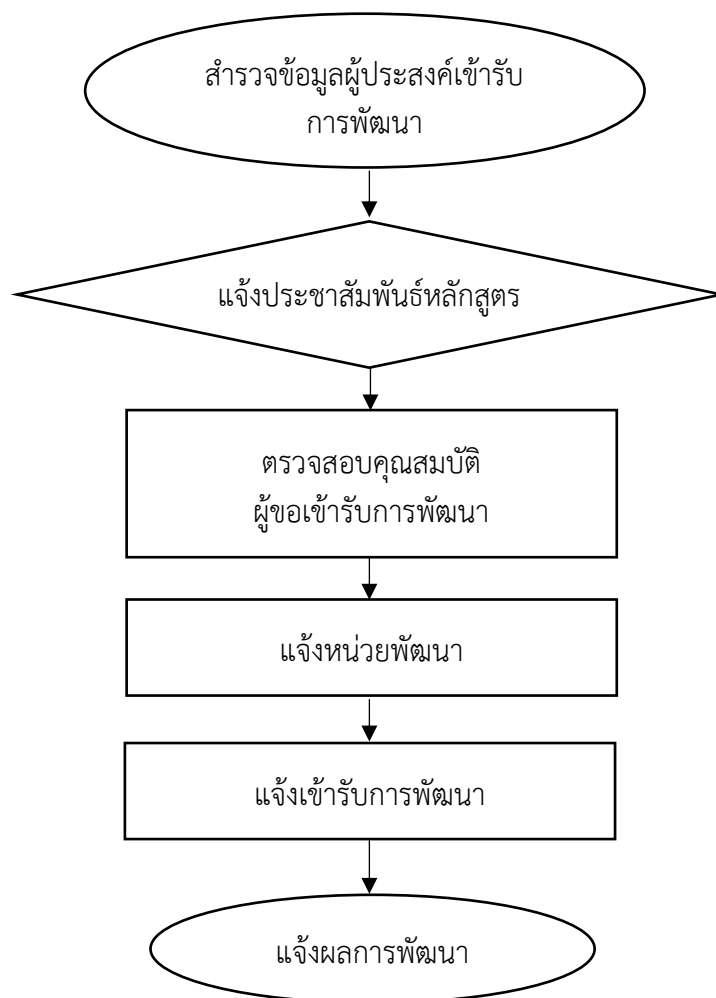 สำรวจข้อมูลผู้ประสงค์เข้ารับ
การพัฒนา
แจ้งประชาสัมพันธ์หลักสูตร
ตรวจสอบคุณสมบัติ
ผู้ขอเข้ารับการพัฒนา
แจ้งหน่วยพัฒนา
แจ้งเข้ารับการพัฒนา
แจ้งผลการพัฒนา